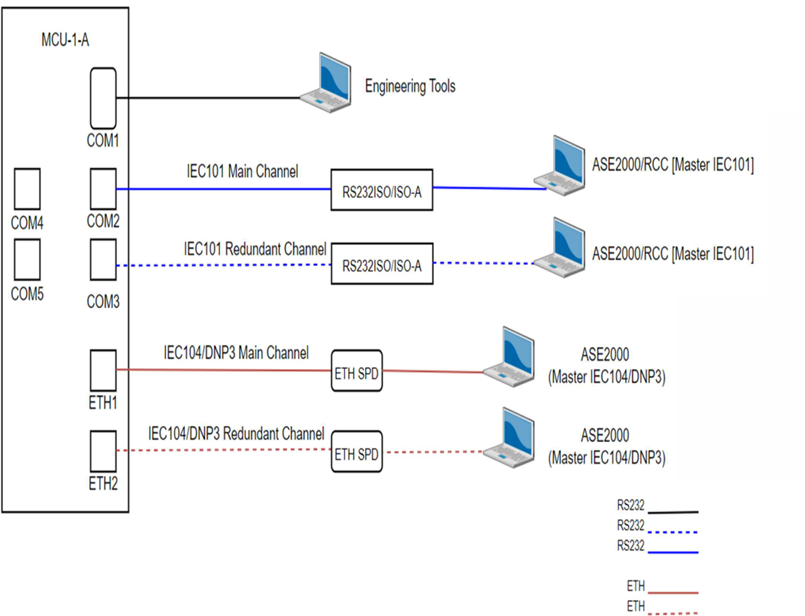 MCU-1-A
COM1
Engineering Tools
IEC101 Main Channel
RS232ISO/ISO-A
ASE2000/RCC [Master IEC101]
COM4
COM2
IEC101 Redundant Channel
RS232ISO/ISO-A
ASE2000/RCC [Master IEC101]
COM5
COM3
IEC104/DNP3 Main Channel
ETH SPD
ASE2000
(Master IEC104/DNP3)
ETH1
IEC104/DNP3 Redundant Channel
ETH SPD
ASE2000
(Master IEC104/DNP3)
ETH2
RS232
RS232
RS232
ETH
ETH